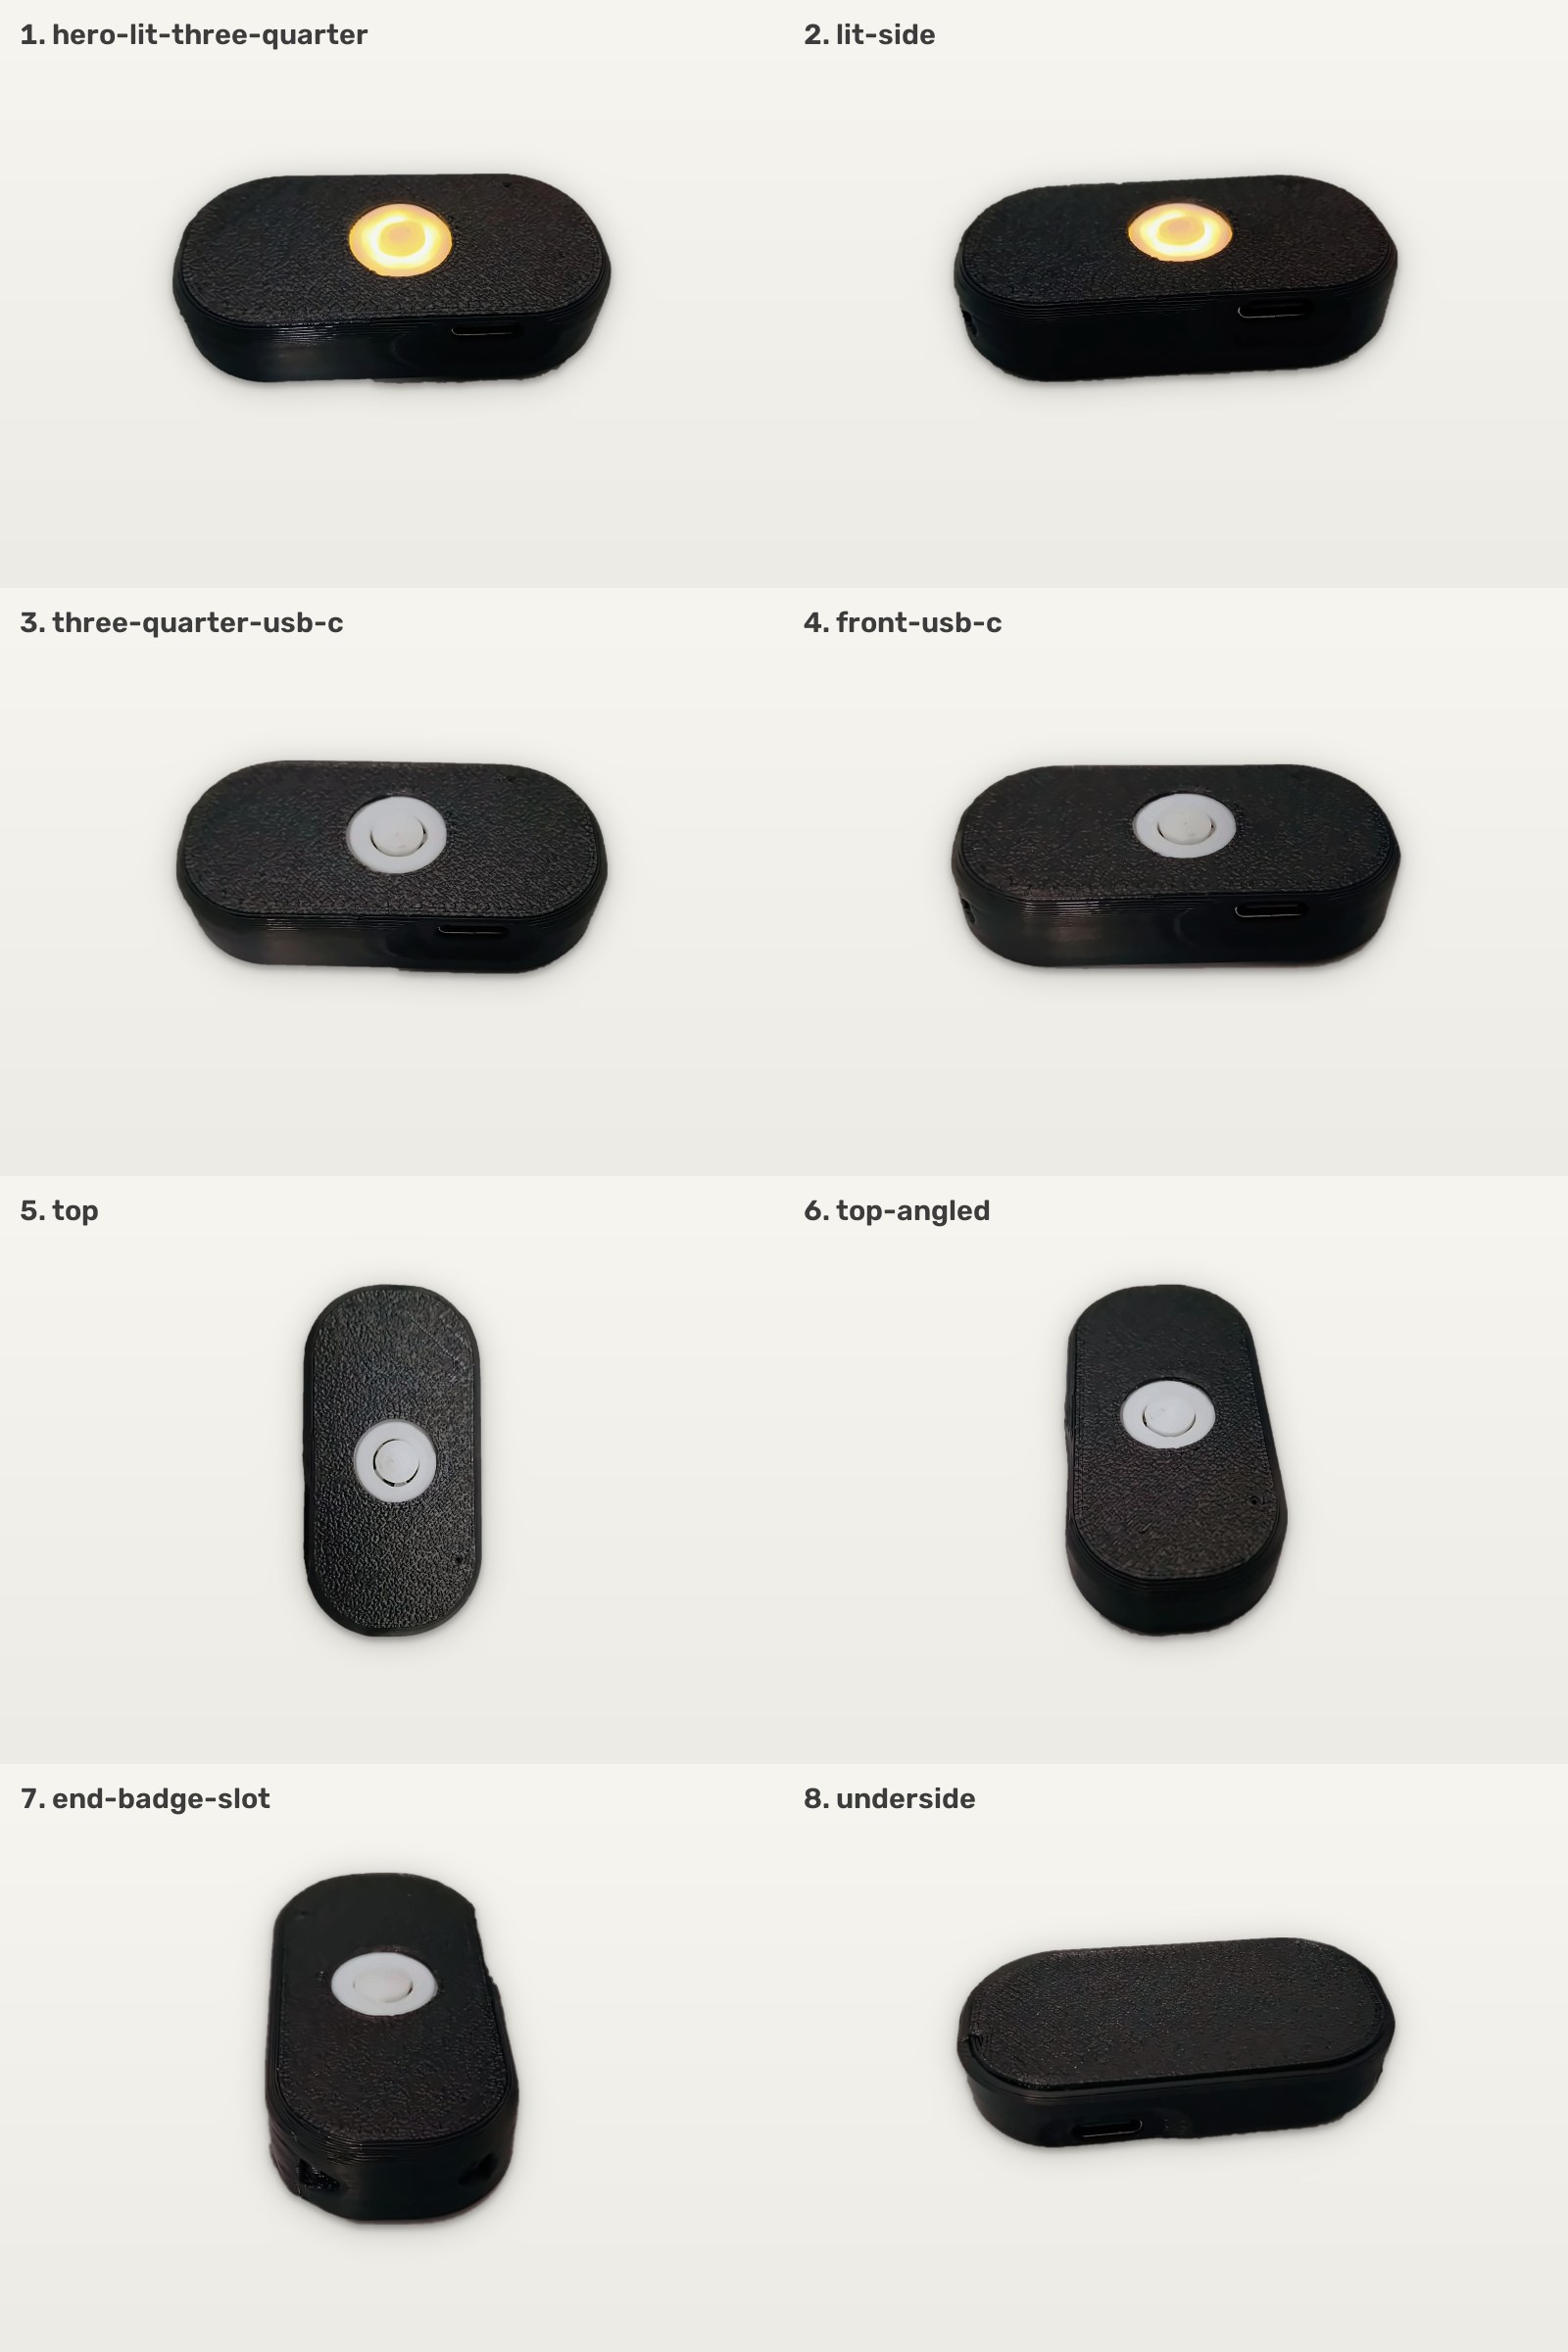 1. hero-lit-three-quarter
2. lit-side
3. three-quarter-usb-c
4. front-usb-c
5. top
6. top-angled
7. end-badge-slot
8. underside